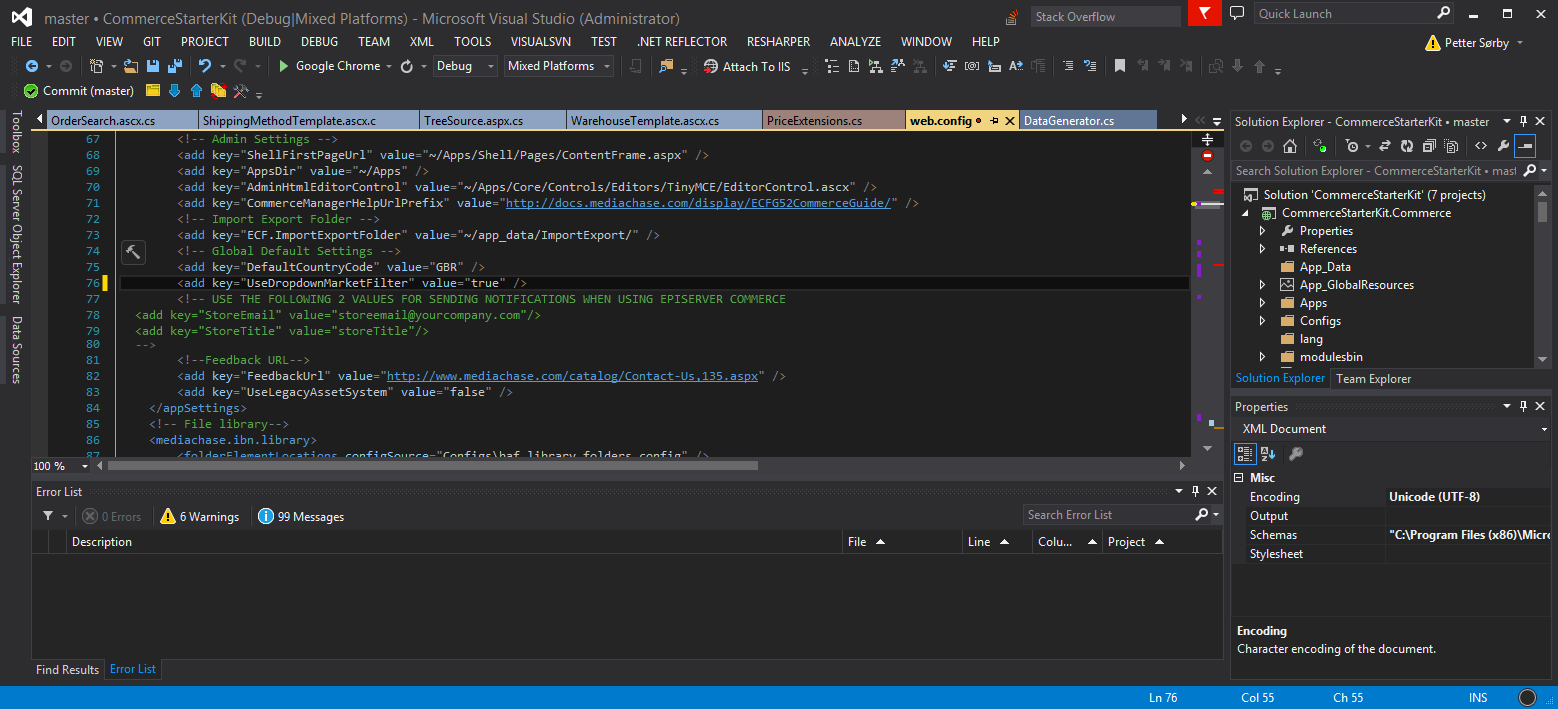 master • CommerceStarterKit (Debug|Mixed Platforms) - Microsoft Visual Studio (Administrator)
Stack Overflow
Quick Launch
FILE EDIT VIEW GIT PROJECT BUILD DEBUG TEAM XML TOOLS VISUALSVN TEST .NET REFLECTOR RESHARPER ANALYZE WINDOW HELP
Petter Sørby
Google Chrome
Debug
Mixed Platforms
Attach To IIS
Commit (master)
Toolbox
SQL Server Object Explorer
Data Sources
OrderSearch.ascx.cs
ShippingMethodTemplate.ascx.c
TreeSource.aspx.cs
WarehouseTemplate.ascx.cs
PriceExtensions.cs
web.config
DataGenerator.cs
67 <!-- Admin Settings -->
68 <add key="ShellFirstPageUrl" value="~/Apps/Shell/Pages/ContentFrame.aspx" />
69 <add key="AppsDir" value="~/Apps" />
70 <add key="AdminHtmlEditorControl" value="~/Apps/Core/Controls/Editors/TinyMCE/EditorControl.ascx" />
71 <add key="CommerceManagerHelpUrlPrefix" value="http://docs.mediachase.com/display/ECFG52CommerceGuide/" />
72 <!-- Import Export Folder -->
73 <add key="ECF.ImportExportFolder" value="~/app_data/ImportExport/" />
74 <!-- Global Default Settings -->
75 <add key="DefaultCountryCode" value="GBR" />
76 <add key="UseDropdownMarketFilter" value="true" />
77 <!-- USE THE FOLLOWING 2 VALUES FOR SENDING NOTIFICATIONS WHEN USING EPISERVER COMMERCE
78 <add key="StoreEmail" value="storeemail@yourcompany.com"/>
79 <add key="StoreTitle" value="storeTitle"/>
80 -->
81 <!--Feedback URL-->
82 <add key="FeedbackUrl" value="http://www.mediachase.com/catalog/Contact-Us,135.aspx" />
83 <add key="UseLegacyAssetSystem" value="false" />
84 </appSettings>
85 <!-- File library-->
86 <mediachase.ibn.library>
87 <folderElementLocations configSource="Configs\baf.library.folders.config" />
100 %
Error List
0 Errors
6 Warnings
99 Messages
Search Error List
Description
File
Line
Colu...
Project
Find Results
Error List
Solution Explorer - CommerceStarterKit • master
Search Solution Explorer - CommerceStarterKit • mast
Solution 'CommerceStarterKit' (7 projects)
CommerceStarterKit.Commerce
Properties
References
App_Data
App_GlobalResources
Apps
Configs
lang
modulesbin
Solution Explorer
Team Explorer
Properties
XML Document
Misc
Encoding Unicode (UTF-8)
Output
Schemas "C:\Program Files (x86)\Micro
Stylesheet
Encoding
Character encoding of the document.
Ln 76
Col 55
Ch 55
INS